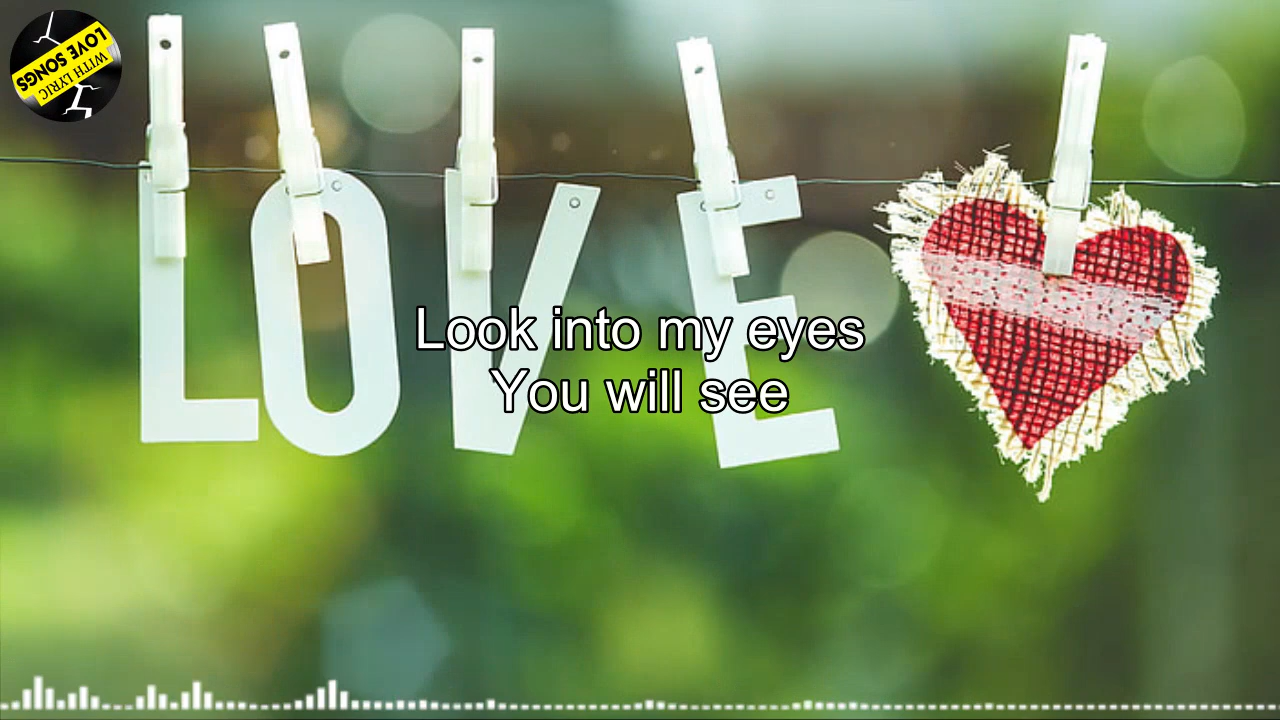 LOVE SONGS
WITH LYRIC
LOVE
Look into my eyes
You will see